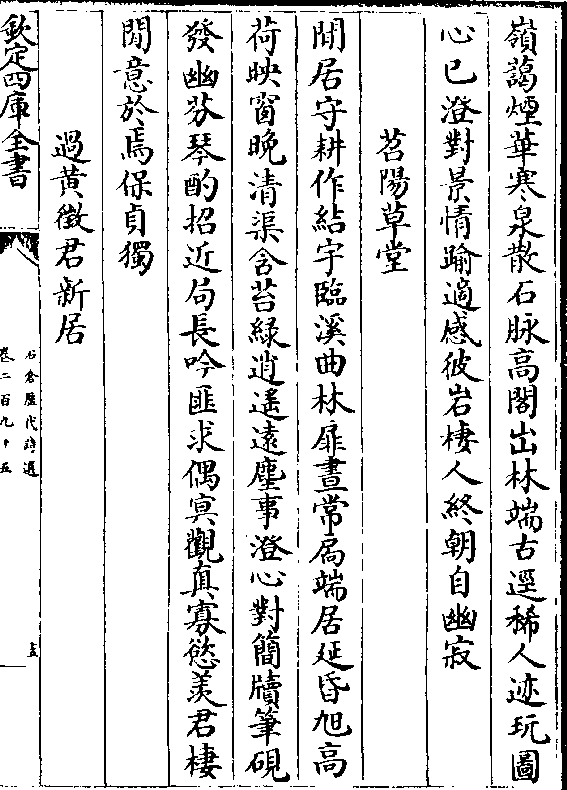 嶺藹煙華寒泉散石脉高閣出林端古逕稀人迹玩圖
心已澄對景情踰適感彼岩棲人終朝自幽寂
苕陽草堂
閒居守耕作結宇臨溪曲林扉晝常扃端居延昏旭高
荷映窗晚清渠含苔綠逍遙遠塵事澄心對簡牘筆硯
發幽芬琴酌招近局長吟匪求偶冥觀真寡慾羡君棲
閒意於焉保貞獨
過黃徵君新居
欽定四庫全書
石倉歷代詩選
卷二百九十五